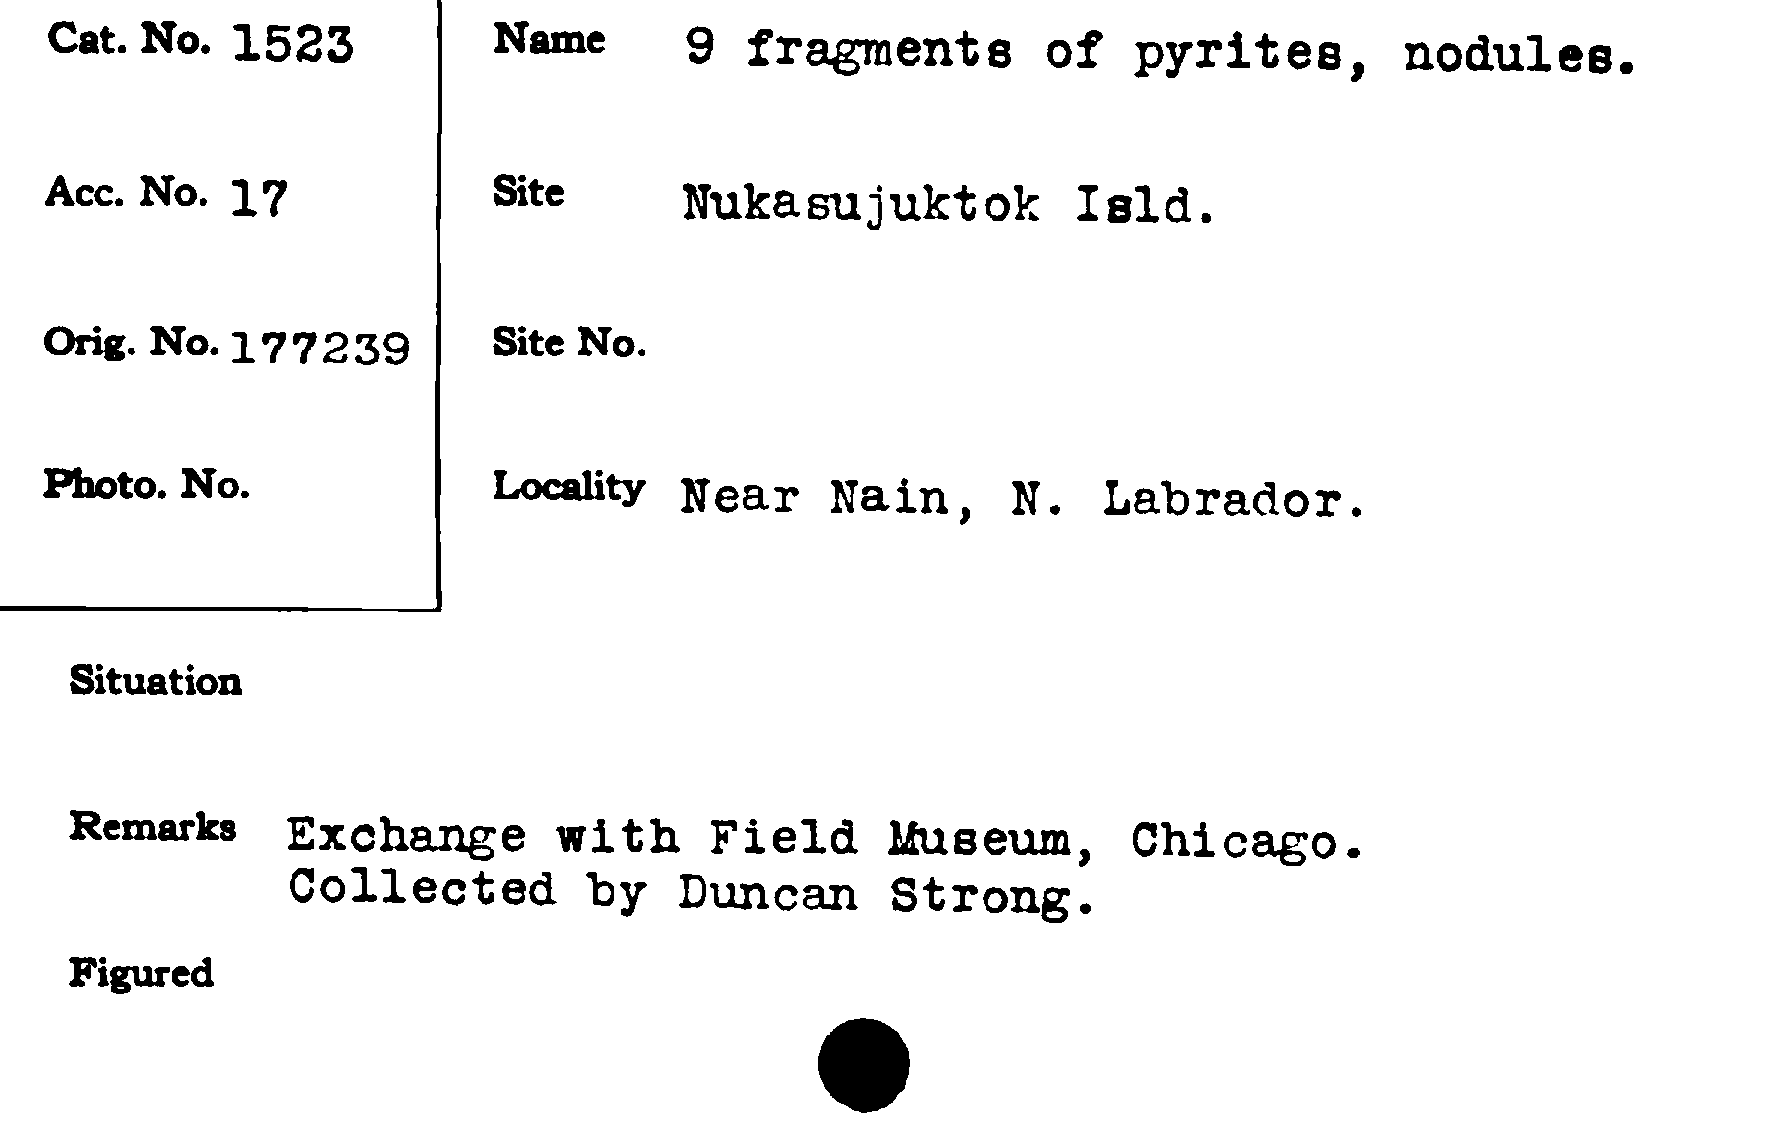 Cat. No. 1523
Name 9 fragments of pyrites, nodules.
Acc. No. 17
Site Nukasujuktok Isld.
Orig. No. 177239
Site No.
Photo. No.
Locality Near Nain, N. Labrador.
Situation
Remarks Exchange with Field Museum, Chicago.
Collected by Duncan Strong.
Figured